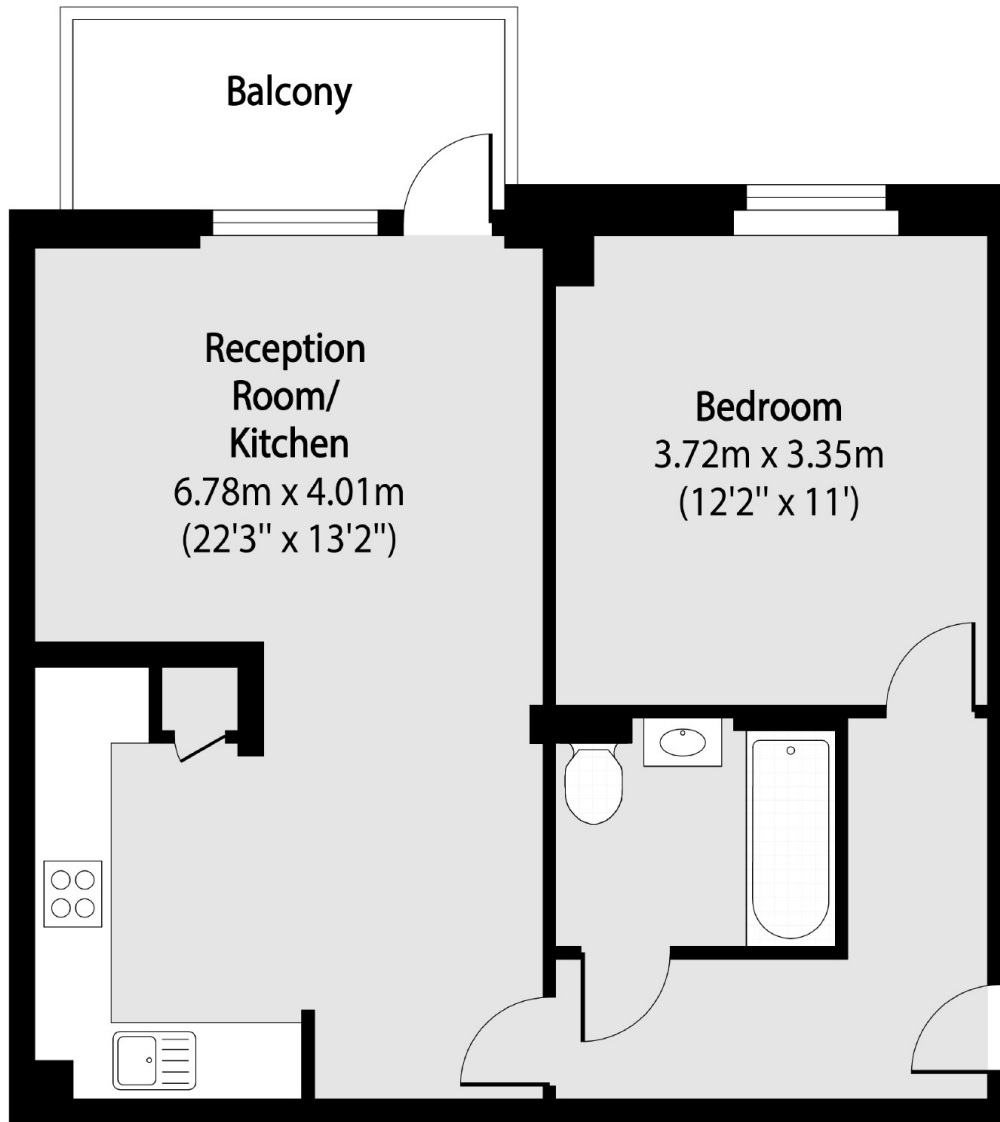 Balcony
Reception
Room/
Kitchen
6.78m x 4.01m
(22'3" x 13'2")
Bedroom
3.72m x 3.35m
(12'2" x 11')